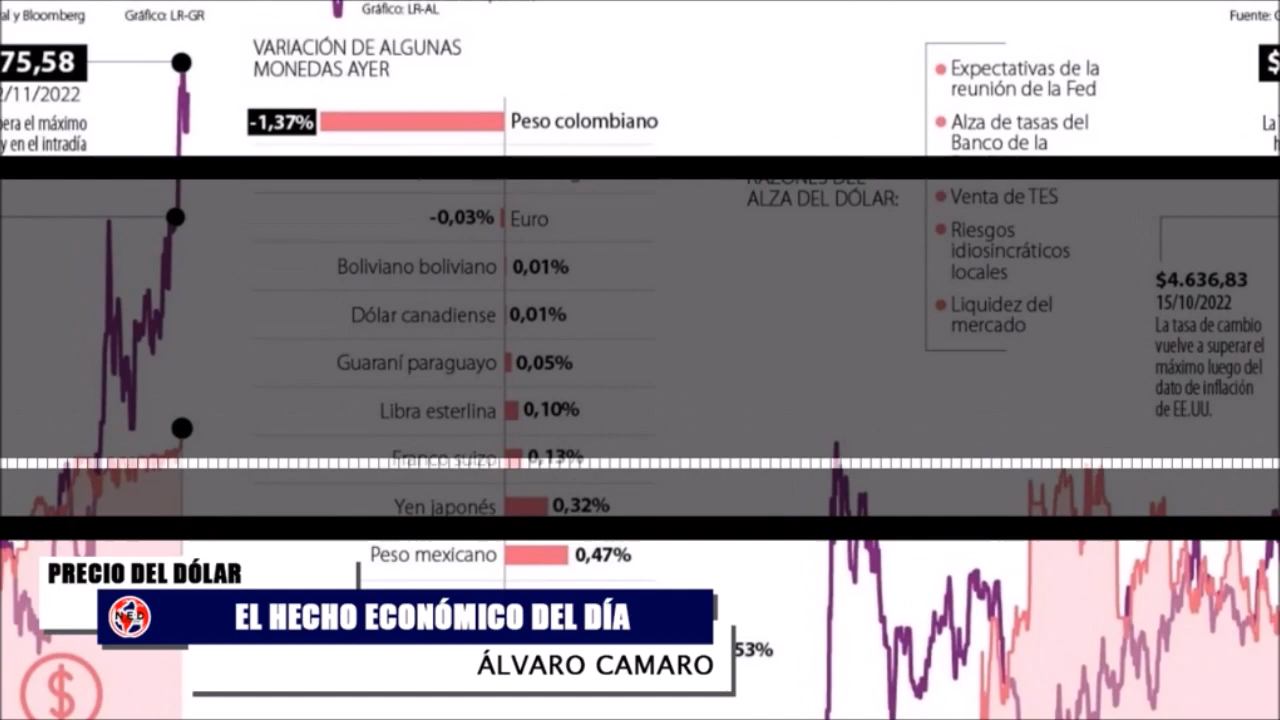 al y Bloomberg
Gráfico: LR-GR
Gráfico: LR-AL
Fuente:
75,58
2/11/2022
era el máximo
y en el intradía
VARIACIÓN DE ALGUNAS
MONEDAS AYER
-1,37% Peso colombiano
-0,03% Euro
Boliviano boliviano 0,01%
Dólar canadiense 0,01%
Guaraní paraguayo 0,05%
Libra esterlina 0,10%
Franco suizo 0,13%
Yen japonés 0,32%
Peso mexicano 0,47%
53%
RAZONES DEL
ALZA DEL DÓLAR:
Expectativas de la
reunión de la Fed
Alza de tasas del
Banco de la
Venta de TES
Riesgos
idiosincráticos
locales
Liquidez del
mercado
$
La
$4.636,83
15/10/2022
La tasa de cambio
vuelve a superar el
máximo luego del
dato de inflación
de EE.UU.
PRECIO DEL DÓLAR
EL HECHO ECONÓMICO DEL DÍA
ÁLVARO CAMARO
$